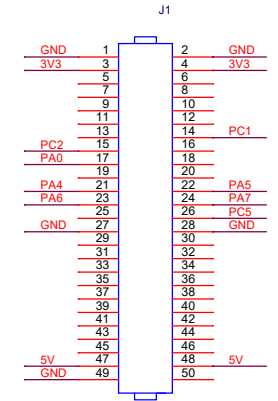 J1
GND 1 2 GND
3V3 3 4 3V3
5 6
7 8
9 10
11 12
13 14 PC1
PC2 15 16
PA0 17 18
19 20
PA4 21 22 PA5
PA6 23 24 PA7
25 26 PC5
GND 27 28 GND
29 30
31 32
33 34
35 36
37 38
39 40
41 42
43 44
45 46
5V 47 48 5V
GND 49 50